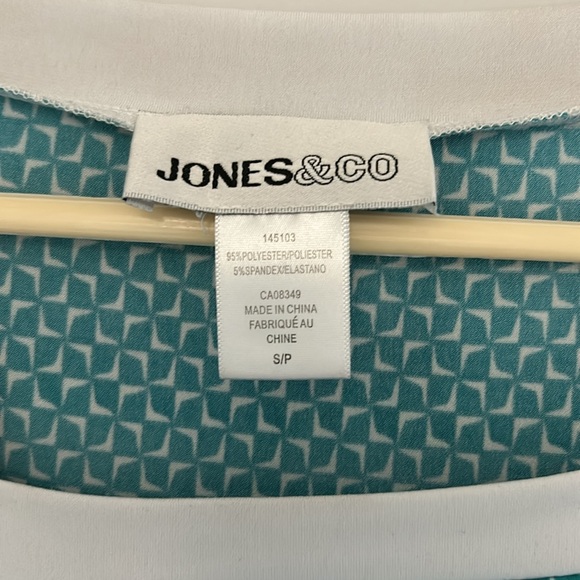 JONES&CO
145103
95%POLYESTER/POLIESTER
5%SPANDEX/ELASTANO
CA08349
MADE IN CHINA
FABRIQUÉ AU
CHINE
S/P